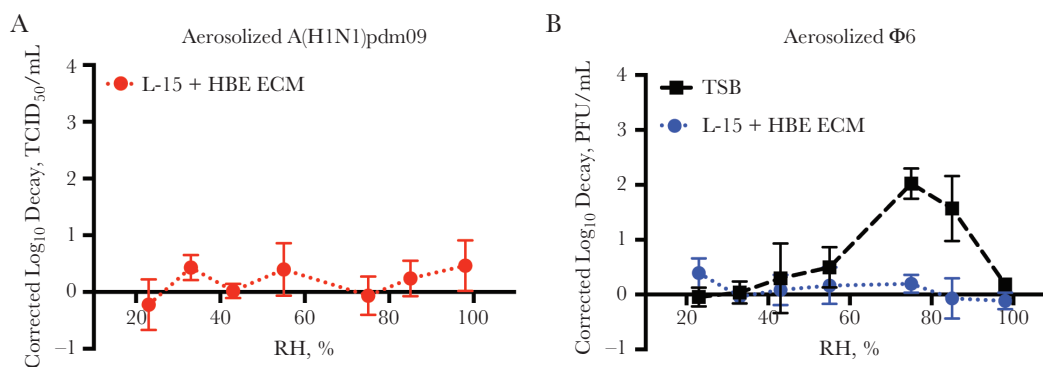 A
Aerosolized A(H1N1)pdm09
Corrected Log10 Decay, TCID50/mL
4
3
2
1
0
−1
L-15 + HBE ECM
20
40
60
80
100
RH, %
B
Aerosolized Φ6
Corrected Log10 Decay, PFU/mL
4
3
2
1
0
−1
TSB
L-15 + HBE ECM
20
40
60
80
100
RH, %